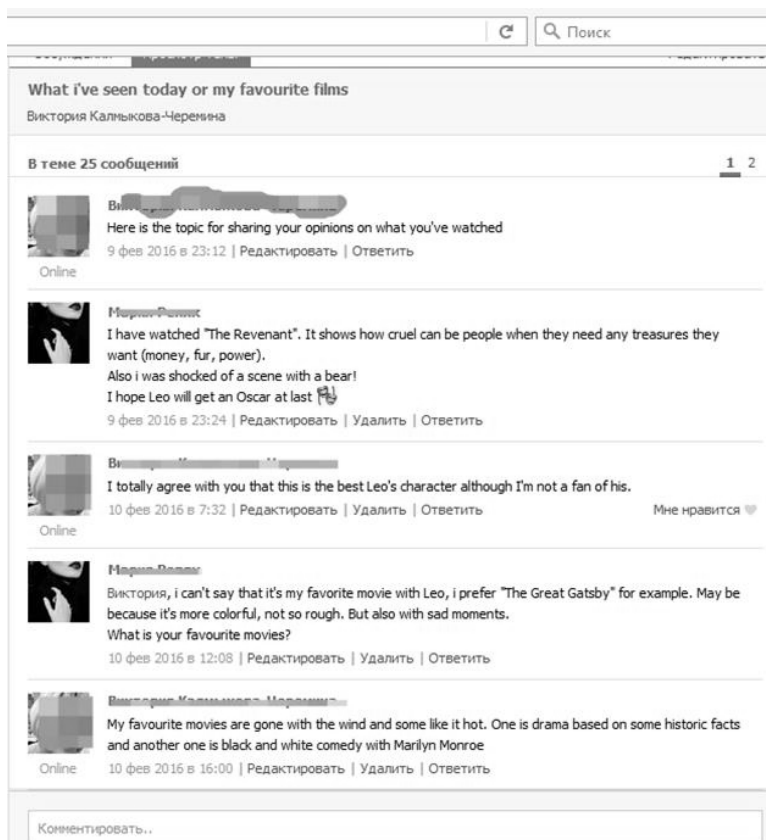 Поиск
What i've seen today or my favourite films
Виктория Калмыкова-Черемина
В теме 25 сообщений
1 2
Here is the topic for sharing your opinions on what you've watched
9 фев 2016 в 23:12 | Редактировать | Ответить
Online
I have watched "The Revenant". It shows how cruel can be people when they need any treasures they
want (money, fur, power).
Also i was shocked of a scene with a bear!
I hope Leo will get an Oscar at last
9 фев 2016 в 23:24 | Редактировать | Удалить | Ответить
I totally agree with you that this is the best Leo's character although I'm not a fan of his.
10 фев 2016 в 7:32 | Редактировать | Удалить | Ответить
Мне нравится
Online
Виктория, i can't say that it's my favorite movie with Leo, i prefer "The Great Gatsby" for example. May be
because it's more colorful, not so rough. But also with sad moments.
What is your favourite movies?
10 фев 2016 в 12:08 | Редактировать | Удалить | Ответить
My favourite movies are gone with the wind and some like it hot. One is drama based on some historic facts
and another one is black and white comedy with Marilyn Monroe
Online
10 фев 2016 в 16:00 | Редактировать | Удалить | Ответить
Комментировать..